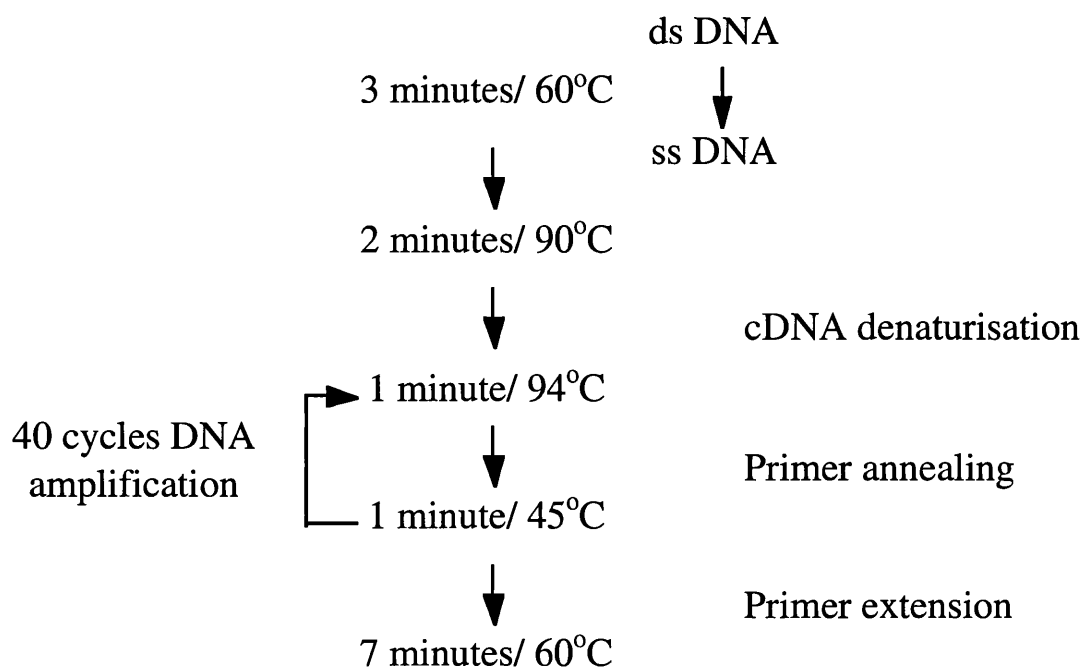 ds DNA
3 minutes/ 60°C
ss DNA
2 minutes/ 90°C
cDNA denaturisation
1 minute/ 94°C
40 cycles DNA
amplification
Primer annealing
1 minute/ 45°C
Primer extension
7 minutes/ 60°C